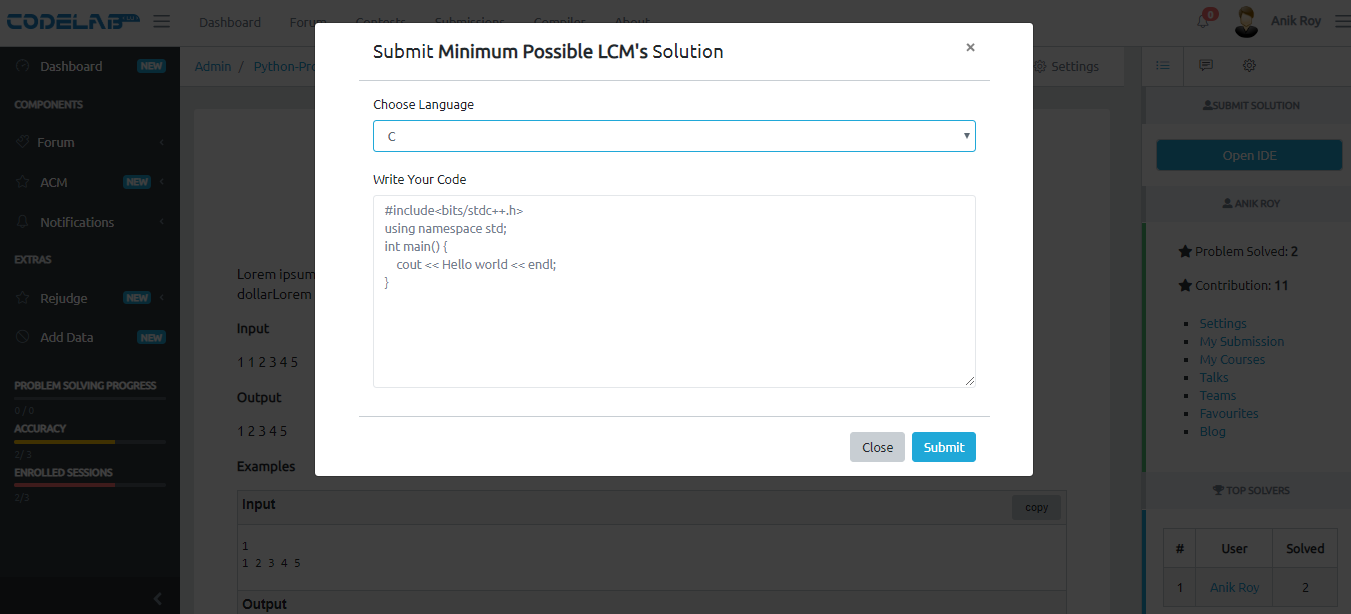 CODELAB
Dashboard Forum Contests Submissions Compiler About
0 Anik Roy
Dashboard NEW
COMPONENTS
Forum
ACM NEW
Notifications
EXTRAS
Rejudge NEW
Add Data NEW
PROBLEM SOLVING PROGRESS
0 / 0
ACCURACY
2/ 3
ENROLLED SESSIONS
2/3
Admin / Python-Pro
Settings
Submit Minimum Possible LCM's Solution
×
Choose Language
C
Write Your Code
#include<bits/stdc++.h>
using namespace std;
int main() {
cout << Hello world << endl;
}
Close Submit
Lorem ipsum
dollarLorem
Input
1 1 2 3 4 5
Output
1 2 3 4 5
Examples
Input copy
1
1 2 3 4 5
Output
SUBMIT SOLUTION
Open IDE
ANIK ROY
Problem Solved: 2
Contribution: 11
Settings
My Submission
My Courses
Talks
Teams
Favourites
Blog
TOP SOLVERS
# User Solved
1 Anik Roy 2